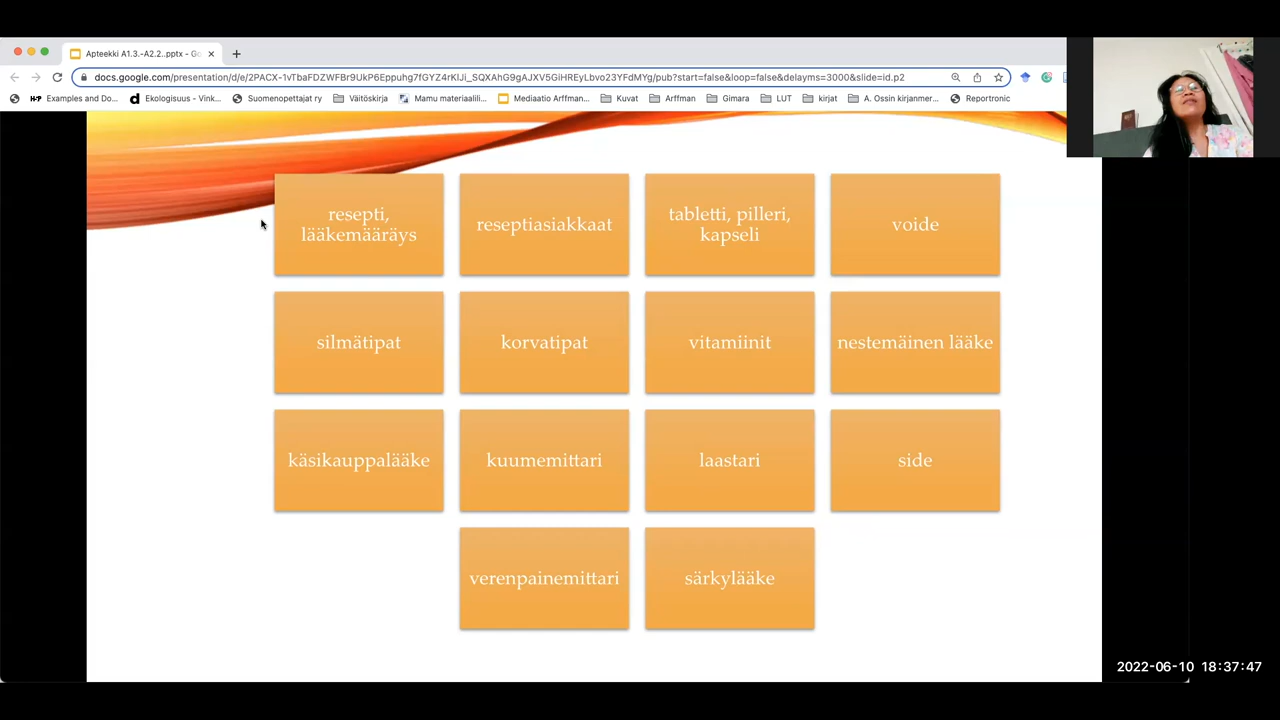 Apteekki A1.3.-A2.2..pptx - Go
docs.google.com/presentation/d/e/2PACX-1vTbaFDZWFBr9UkP6Eppuhg7fGYZ4rKIJi_SQXAhG9gAJXV5GiHREyLbvo23YFdMYg/pub?start=false&loop=false&delayms=3000&slide=id.p2
Examples and Do... Ekologisuus - Vink... Suomenopettajat ry Väitöskirja Mamu materiaalili... Mediaatio Arffman... Kuvat Arffman Gimara LUT kirjat A. Ossin kirjanmer... Reportronic
resepti,
lääkemääräys
reseptiasiakkaat
tabletti, pilleri,
kapseli
voide
silmätipat
korvatipat
vitamiinit
nestemäinen lääke
käsikauppalääke
kuumemittari
laastari
side
verenpainemittari
särkylääke
2022-06-10 18:37:47